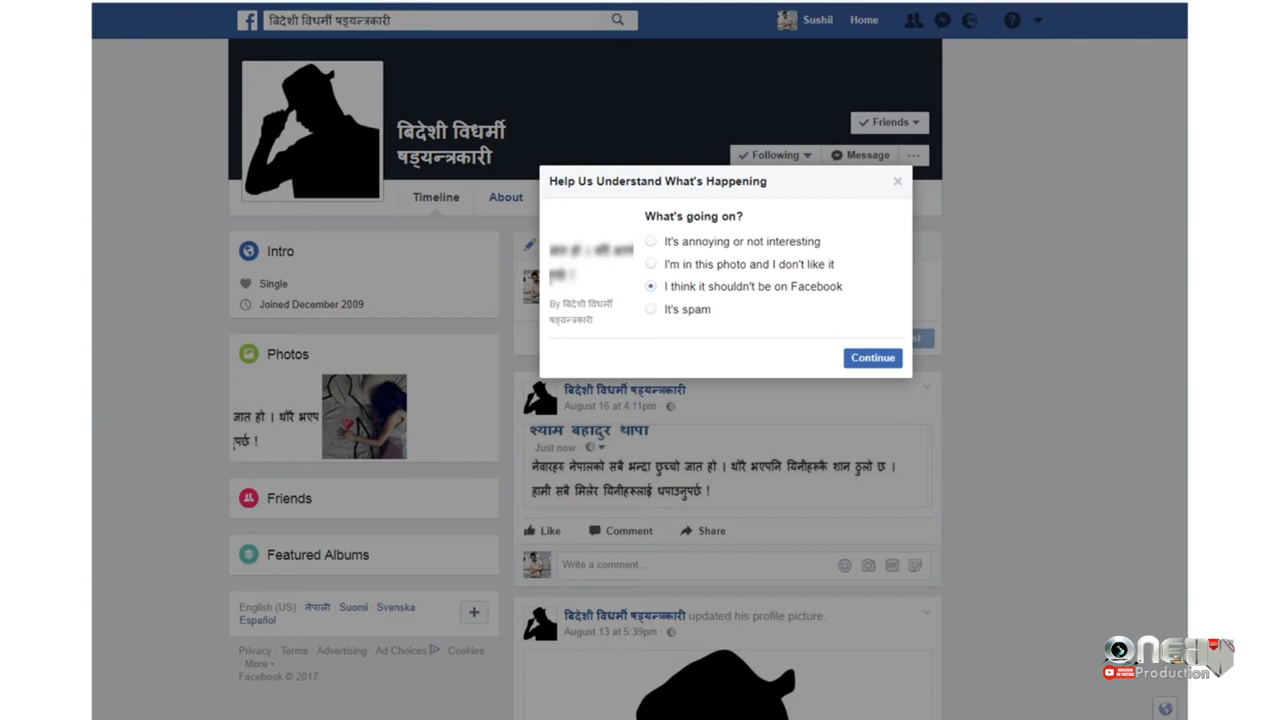 बिदेशी विधर्मी षड्यन्त्रकारी
Sushil
Home
बिदेशी विधर्मी
षड्यन्त्रकारी
Friends
Following
Message
Timeline
About
Help Us Understand What's Happening
What's going on?
It's annoying or not interesting
I'm in this photo and I don't like it
I think it shouldn't be on Facebook
It's spam
By बिदेशी विधर्मी
षड्यन्त्रकारी
Continue
Intro
Single
Joined December 2009
Photos
जात हो । थोरै भएप
Friends
Featured Albums
English (US) · नेपाली · Suomi · Svenska
Español
Privacy · Terms · Advertising · Ad Choices · Cookies
· More
Facebook © 2017
बिदेशी विधर्मी षड्यन्त्रकारी
August 16 at 4:11pm
श्याम बहादुर थापा
Just now
नेवारहरु नेपालको सबै भन्दा छुच्चो जात हो । थोरै भएपनि यिनीहरुकै शान ठुलो छ ।
हामी सबै मिलेर यिनीहरुलाई धपाउनुपर्छ !
Like
Comment
Share
Write a comment...
बिदेशी विधर्मी षड्यन्त्रकारी updated his profile picture.
August 13 at 5:39pm
Production